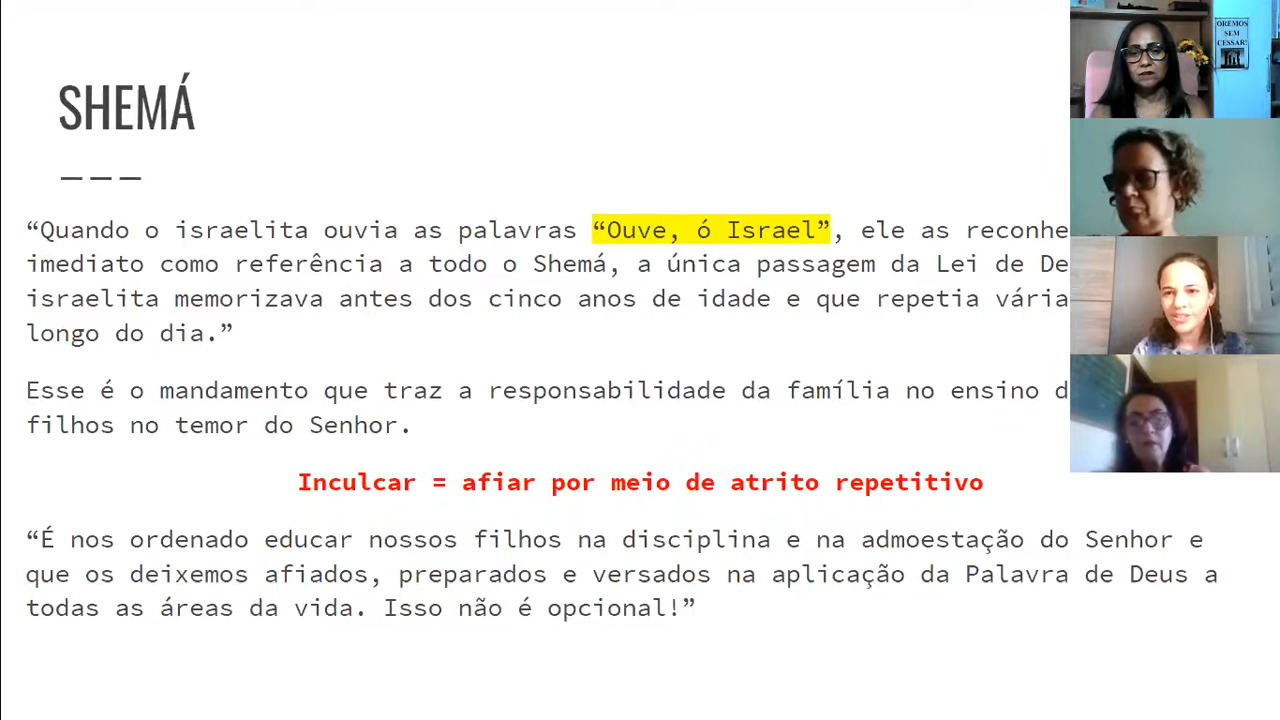 SHEMÁ
“Quando o israelita ouvia as palavras “Ouve, ó Israel”, ele as reconhe
imediato como referência a todo o Shemá, a única passagem da Lei de De
israelita memorizava antes dos cinco anos de idade e que repetia vária
longo do dia.”
Esse é o mandamento que traz a responsabilidade da família no ensino d
filhos no temor do Senhor.
Inculcar = afiar por meio de atrito repetitivo
“É nos ordenado educar nossos filhos na disciplina e na admoestação do Senhor e
que os deixemos afiados, preparados e versados na aplicação da Palavra de Deus a
todas as áreas da vida. Isso não é opcional!”
OREMOS
SEM
CESSAR!